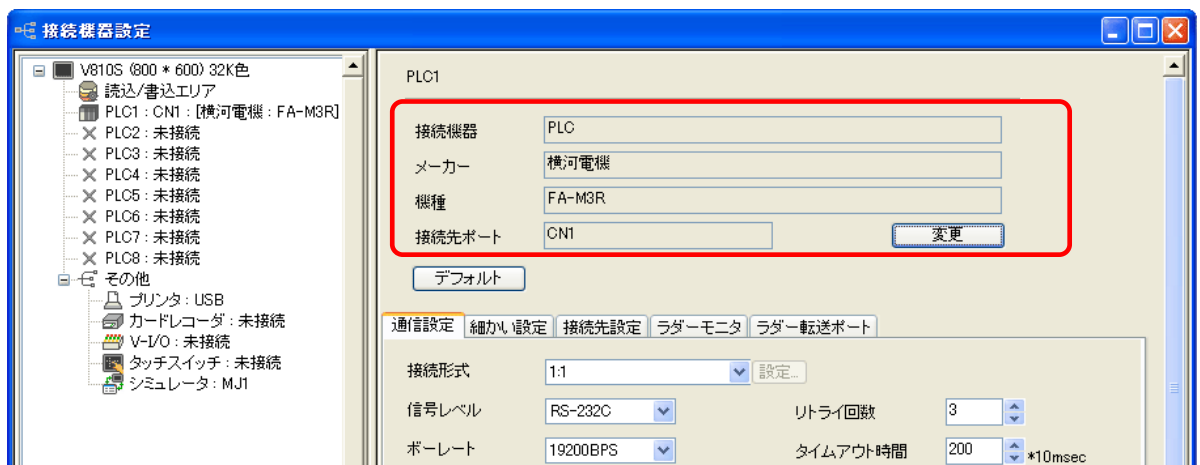 接続機器設定
V810S (800 * 600) 32K色
読込/書込エリア
PLC1 : CN1 : [横河電機 : FA-M3R]
PLC2 : 未接続
PLC3 : 未接続
PLC4 : 未接続
PLC5 : 未接続
PLC6 : 未接続
PLC7 : 未接続
PLC8 : 未接続
その他
プリンタ : USB
カードレコーダ : 未接続
V-I/O : 未接続
タッチスイッチ : 未接続
シミュレータ : MJ1
PLC1
接続機器 PLC
メーカー 横河電機
機種 FA-M3R
接続先ポート CN1 変更
デフォルト
通信設定 細かい設定 接続先設定 ラダーモニタ ラダー転送ポート
接続形式 1:1 設定...
信号レベル RS-232C リトライ回数 3
ボーレート 19200BPS タイムアウト時間 200 *10msec